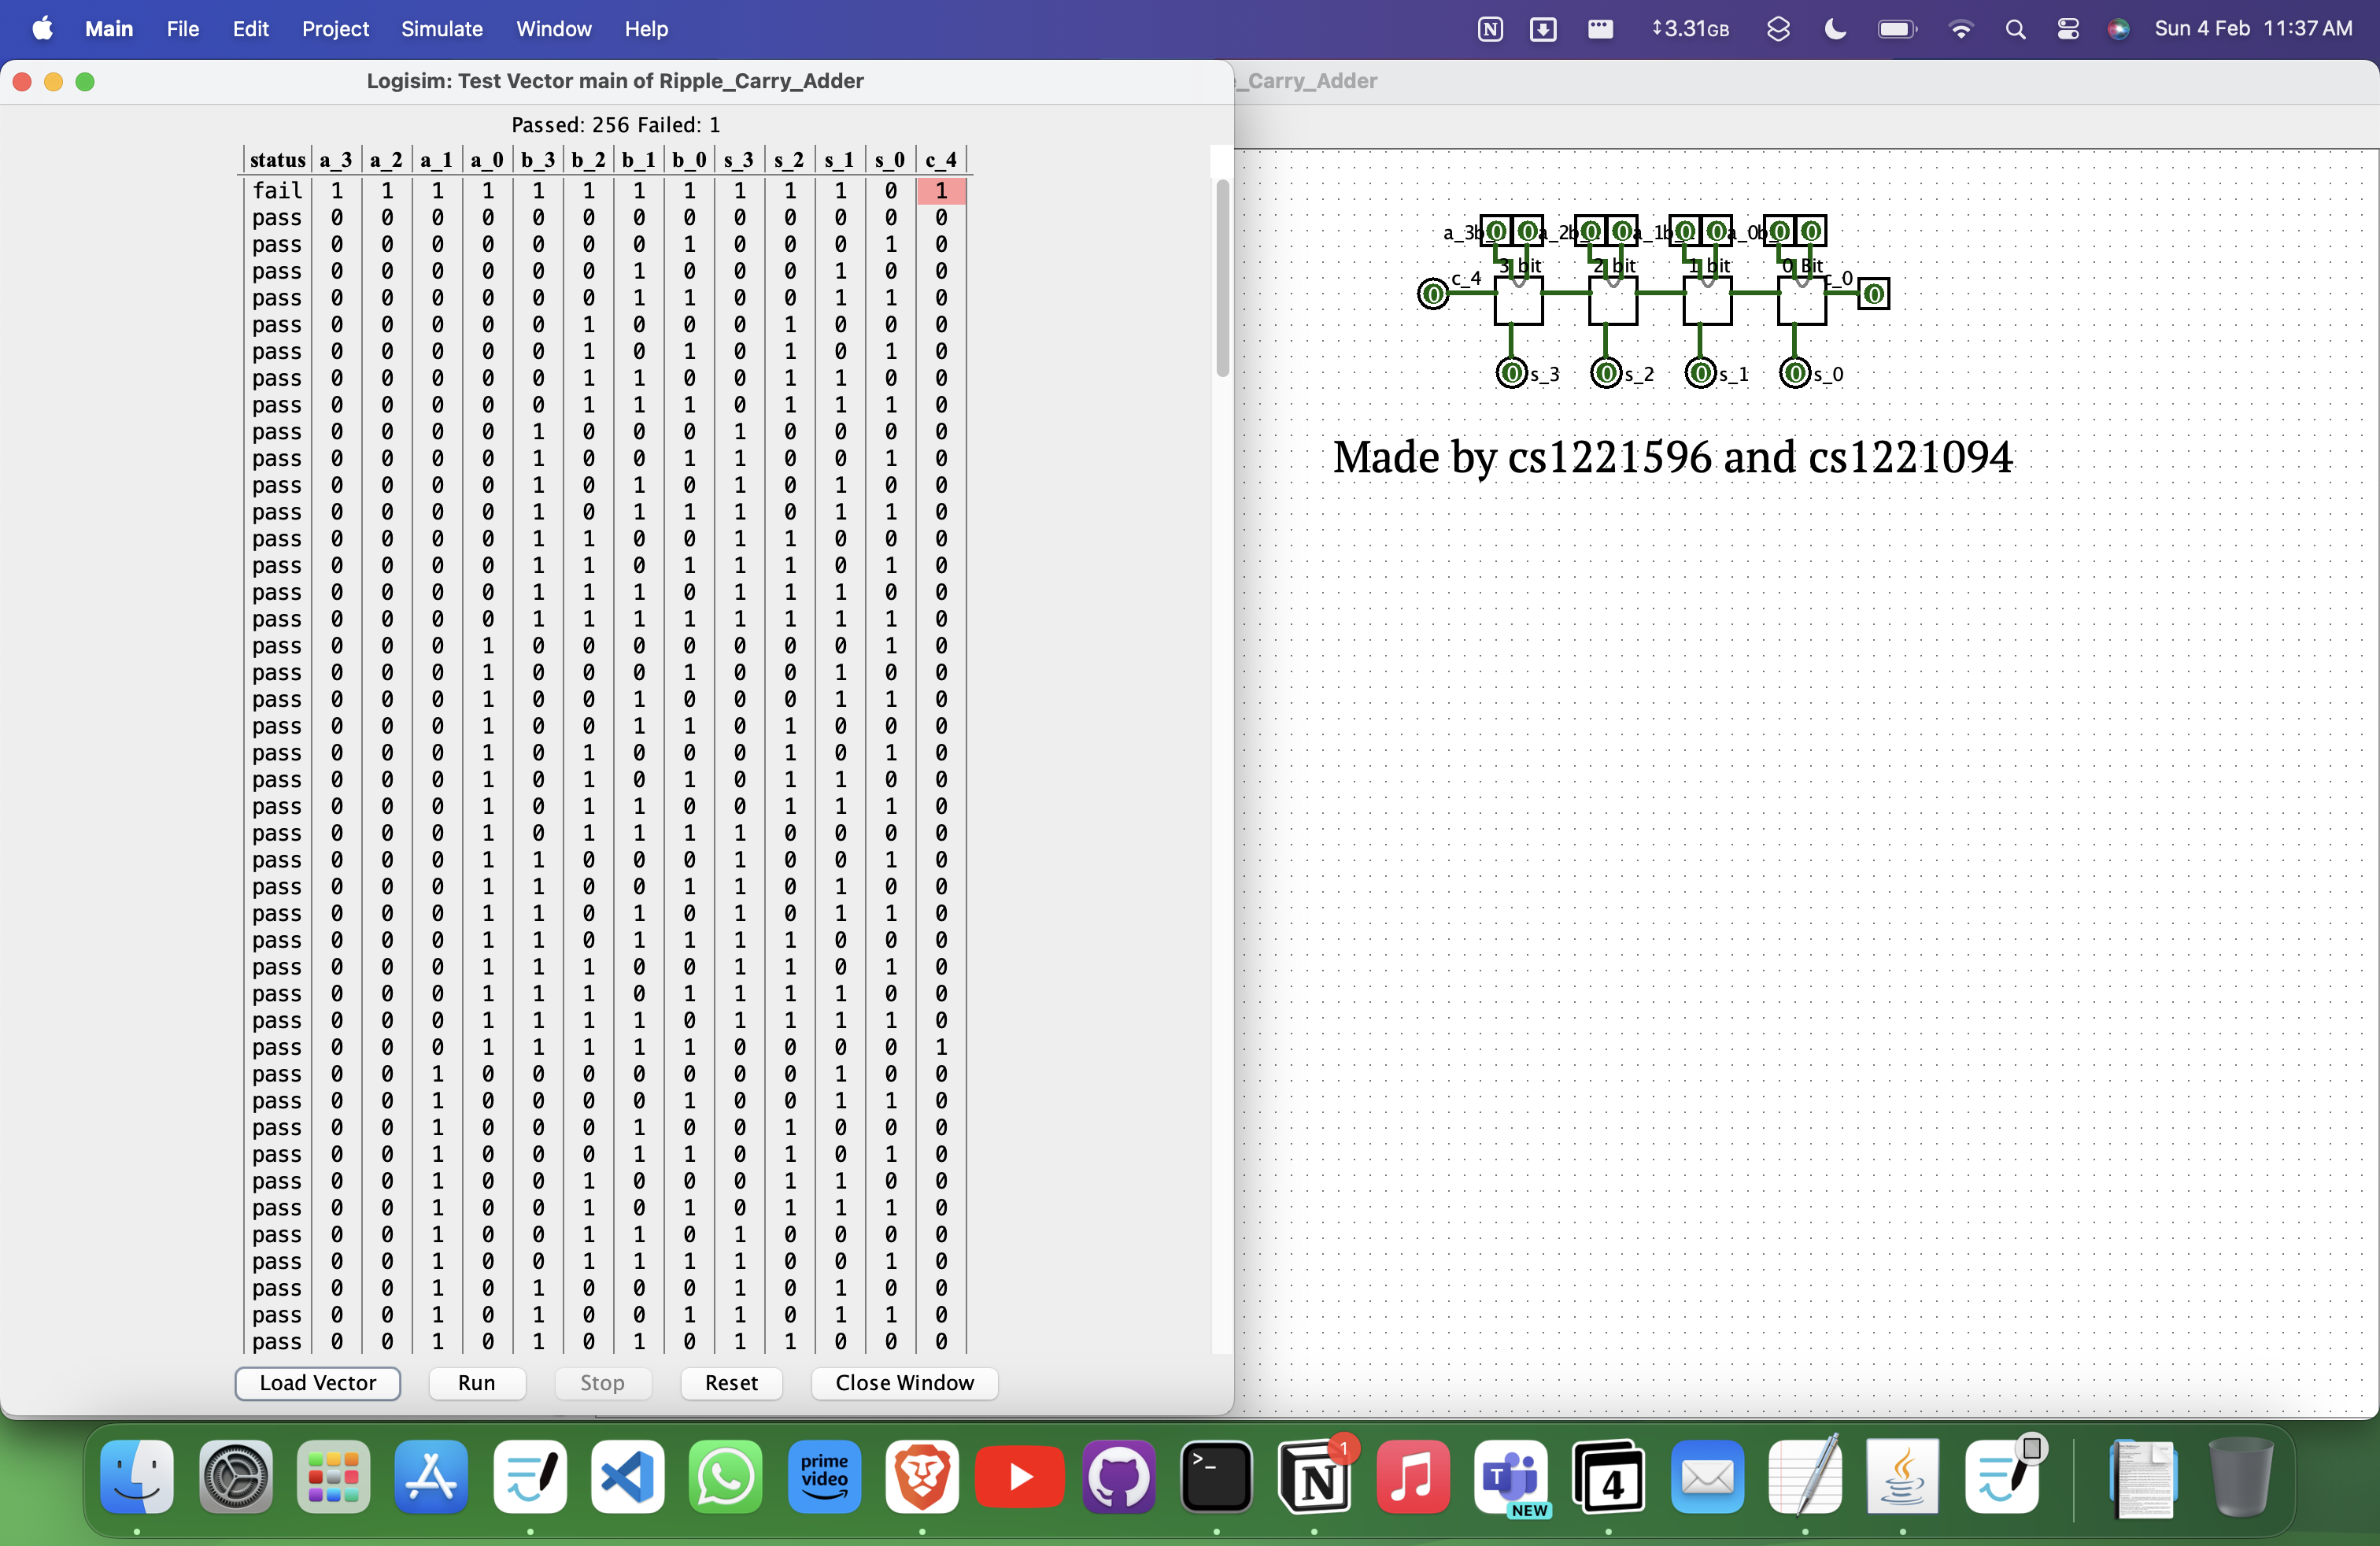 Main File Edit Project Simulate Window Help 3.31GB Sun 4 Feb 11:37 AM
Logisim: Test Vector main of Ripple_Carry_Adder
_Carry_Adder
Passed: 256 Failed: 1
status a_3 a_2 a_1 a_0 b_3 b_2 b_1 b_0 s_3 s_2 s_1 s_0 c_4
fail 1 1 1 1 1 1 1 1 1 1 1 0 1
pass 0 0 0 0 0 0 0 0 0 0 0 0 0
pass 0 0 0 0 0 0 0 1 0 0 0 1 0
pass 0 0 0 0 0 0 1 0 0 0 1 0 0
pass 0 0 0 0 0 0 1 1 0 0 1 1 0
pass 0 0 0 0 0 1 0 0 0 1 0 0 0
pass 0 0 0 0 0 1 0 1 0 1 0 1 0
pass 0 0 0 0 0 1 1 0 0 1 1 0 0
pass 0 0 0 0 0 1 1 1 0 1 1 1 0
pass 0 0 0 0 1 0 0 0 1 0 0 0 0
pass 0 0 0 0 1 0 0 1 1 0 0 1 0
pass 0 0 0 0 1 0 1 0 1 0 1 0 0
pass 0 0 0 0 1 0 1 1 1 0 1 1 0
pass 0 0 0 0 1 1 0 0 1 1 0 0 0
pass 0 0 0 0 1 1 0 1 1 1 0 1 0
pass 0 0 0 0 1 1 1 0 1 1 1 0 0
pass 0 0 0 0 1 1 1 1 1 1 1 1 0
pass 0 0 0 1 0 0 0 0 0 0 0 1 0
pass 0 0 0 1 0 0 0 1 0 0 1 0 0
pass 0 0 0 1 0 0 1 0 0 0 1 1 0
pass 0 0 0 1 0 0 1 1 0 1 0 0 0
pass 0 0 0 1 0 1 0 0 0 1 0 1 0
pass 0 0 0 1 0 1 0 1 0 1 1 0 0
pass 0 0 0 1 0 1 1 0 0 1 1 1 0
pass 0 0 0 1 0 1 1 1 1 0 0 0 0
pass 0 0 0 1 1 0 0 0 1 0 0 1 0
pass 0 0 0 1 1 0 0 1 1 0 1 0 0
pass 0 0 0 1 1 0 1 0 1 0 1 1 0
pass 0 0 0 1 1 0 1 1 1 1 0 0 0
pass 0 0 0 1 1 1 0 0 1 1 0 1 0
pass 0 0 0 1 1 1 0 1 1 1 1 0 0
pass 0 0 0 1 1 1 1 0 1 1 1 1 0
pass 0 0 0 1 1 1 1 1 0 0 0 0 1
pass 0 0 1 0 0 0 0 0 0 0 1 0 0
pass 0 0 1 0 0 0 0 1 0 0 1 1 0
pass 0 0 1 0 0 0 1 0 0 1 0 0 0
pass 0 0 1 0 0 0 1 1 0 1 0 1 0
pass 0 0 1 0 0 1 0 0 0 1 1 0 0
pass 0 0 1 0 0 1 0 1 0 1 1 1 0
pass 0 0 1 0 0 1 1 0 1 0 0 0 0
pass 0 0 1 0 0 1 1 1 1 0 0 1 0
pass 0 0 1 0 1 0 0 0 1 0 1 0 0
pass 0 0 1 0 1 0 0 1 1 0 1 1 0
pass 0 0 1 0 1 0 1 0 1 1 0 0 0
Load Vector Run Stop Reset Close Window
a_3 0 0 a_2 0 0 a_1 0 0 a_0 0 0
3 bit 2 bit 1 bit 0 Bit
0 c_4 c_0 0
0 s_3 0 s_2 0 s_1 0 s_0
Made by cs1221596 and cs1221094
prime video
1
NEW
4